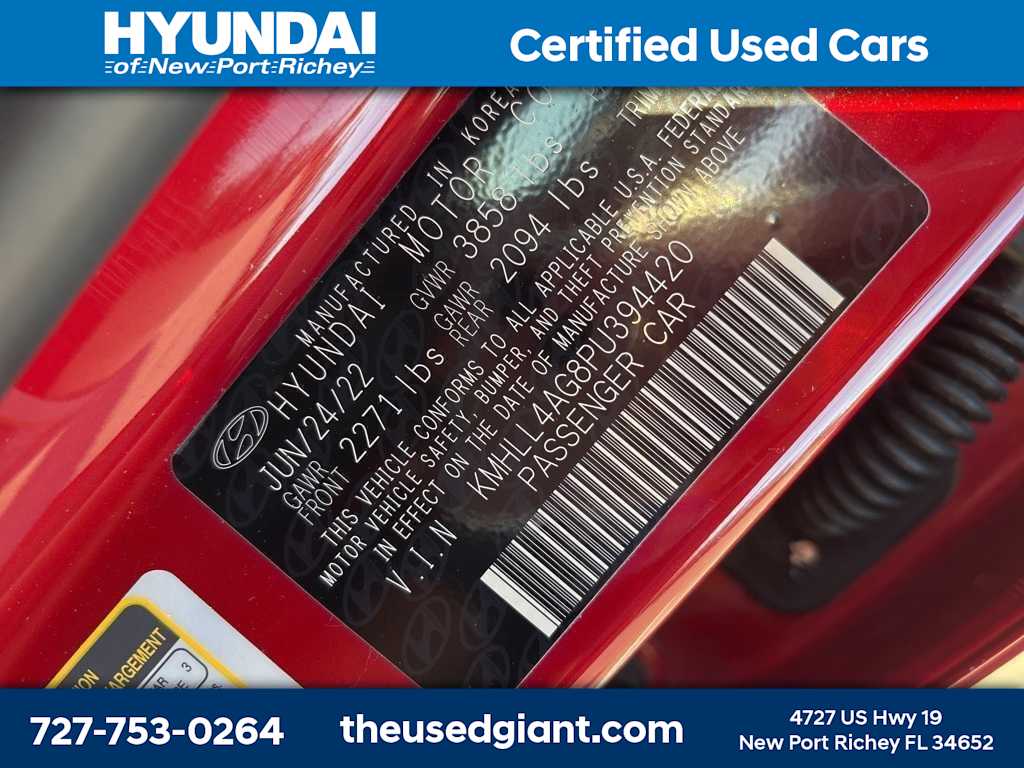 HYUNDAI
of New Port Richey
Certified Used Cars
MANUFACTURED IN KOREA
HYUNDAI MOTOR CO
JUN/24/22 GVWR 3858 lbs
GAWR FRONT 2271 lbs GAWR REAR 2094 lbs
THIS VEHICLE CONFORMS TO ALL APPLICABLE U.S.A. FEDERAL
MOTOR VEHICLE SAFETY, BUMPER, AND THEFT PREVENTION STANDAR
IN EFFECT ON THE DATE OF MANUFACTURE SHOWN ABOVE
V.I.N KMHLL4AG8PU394420
PASSENGER CAR
727-753-0264
theusedgiant.com
4727 US Hwy 19
New Port Richey FL 34652